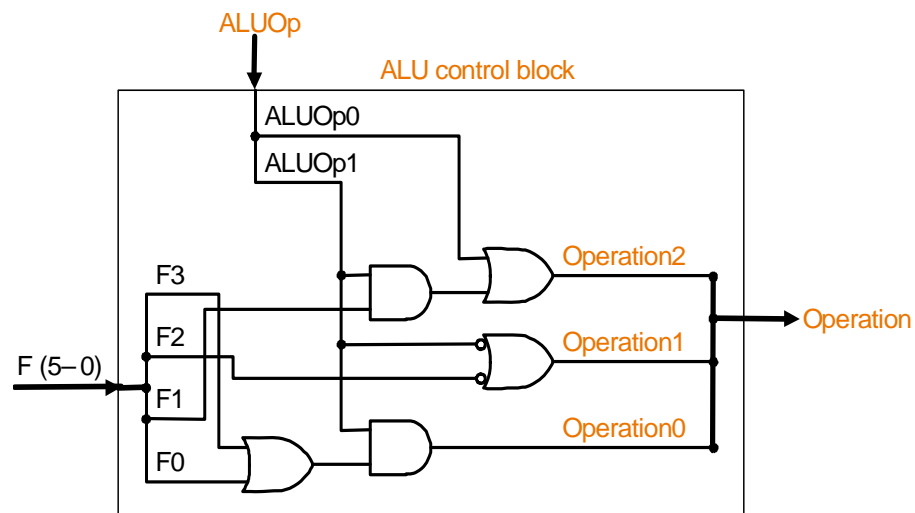 ALUOp
ALU control block
ALUOp0
ALUOp1
Operation2
F3
F2
Operation1
Operation
F (5–0)
F1
Operation0
F0